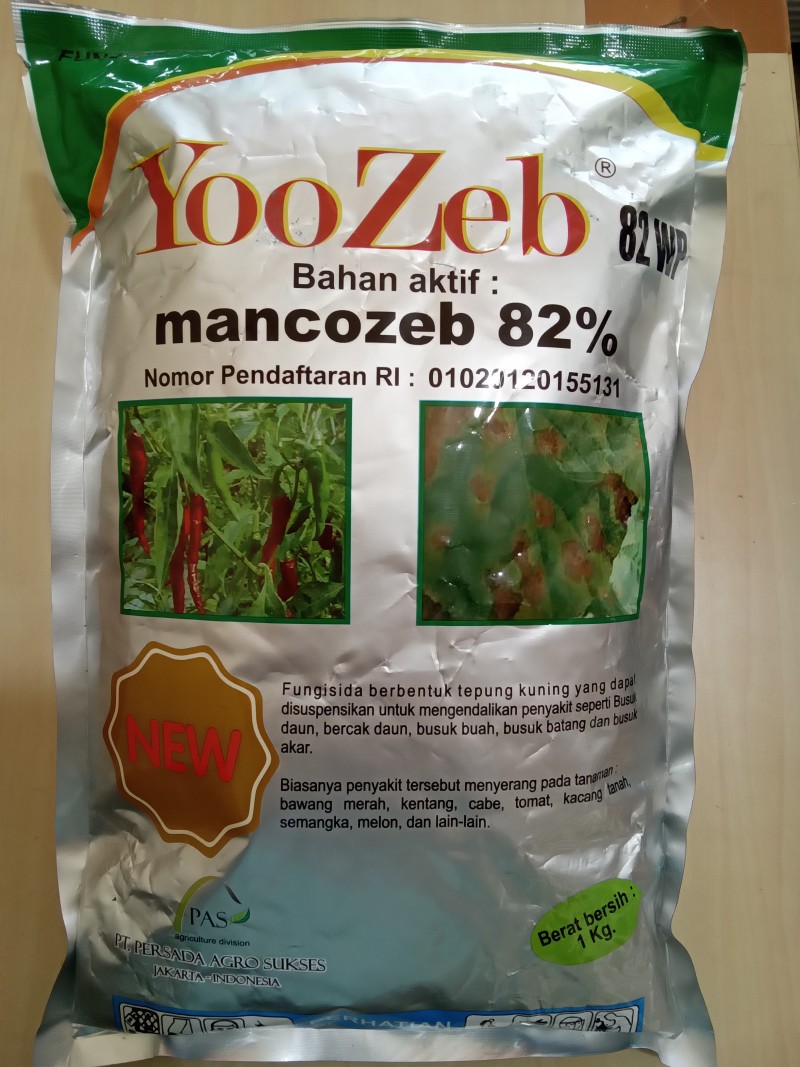 YooZeb ®
82 WP
Bahan aktif :
mancozeb 82%
Nomor Pendaftaran RI : 01020120155131
NEW
Fungisida berbentuk tepung kuning yang dapat
disuspensikan untuk mengendalikan penyakit seperti Busuk
daun, bercak daun, busuk buah, busuk batang dan busuk
akar.
Biasanya penyakit tersebut menyerang pada tanaman :
bawang merah, kentang, cabe, tomat, kacang tanah,
semangka, melon, dan lain-lain.
PAS
agriculture division
PT. PERSADA AGRO SUKSES
JAKARTA - INDONESIA
Berat bersih :
1 Kg.